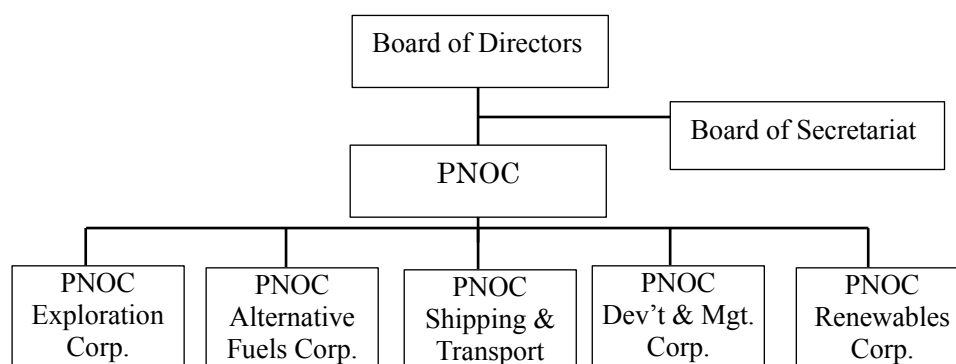 Board of Directors
Board of Secretariat
PNOC
PNOC
Exploration
Corp.
PNOC
Alternative
Fuels Corp.
PNOC
Shipping &
Transport
PNOC
Dev’t & Mgt.
Corp.
PNOC
Renewables
Corp.